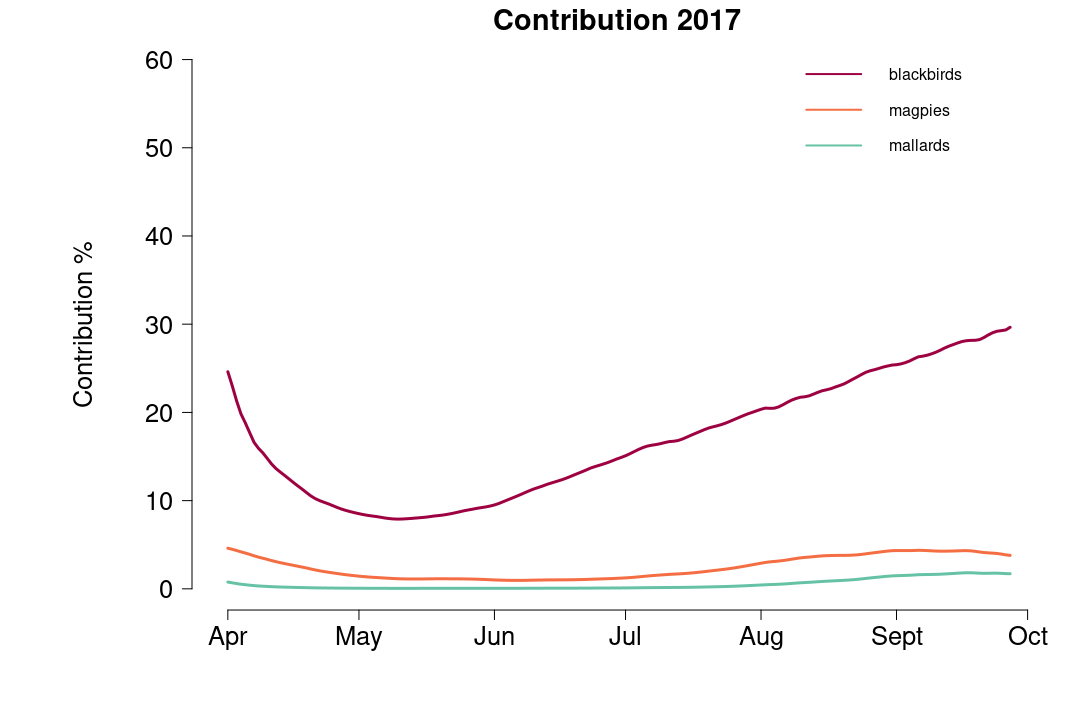 Contribution 2017
60
50
40
30
20
10
0
Contribution %
blackbirds
magpies
mallards
Apr May Jun Jul Aug Sept Oct